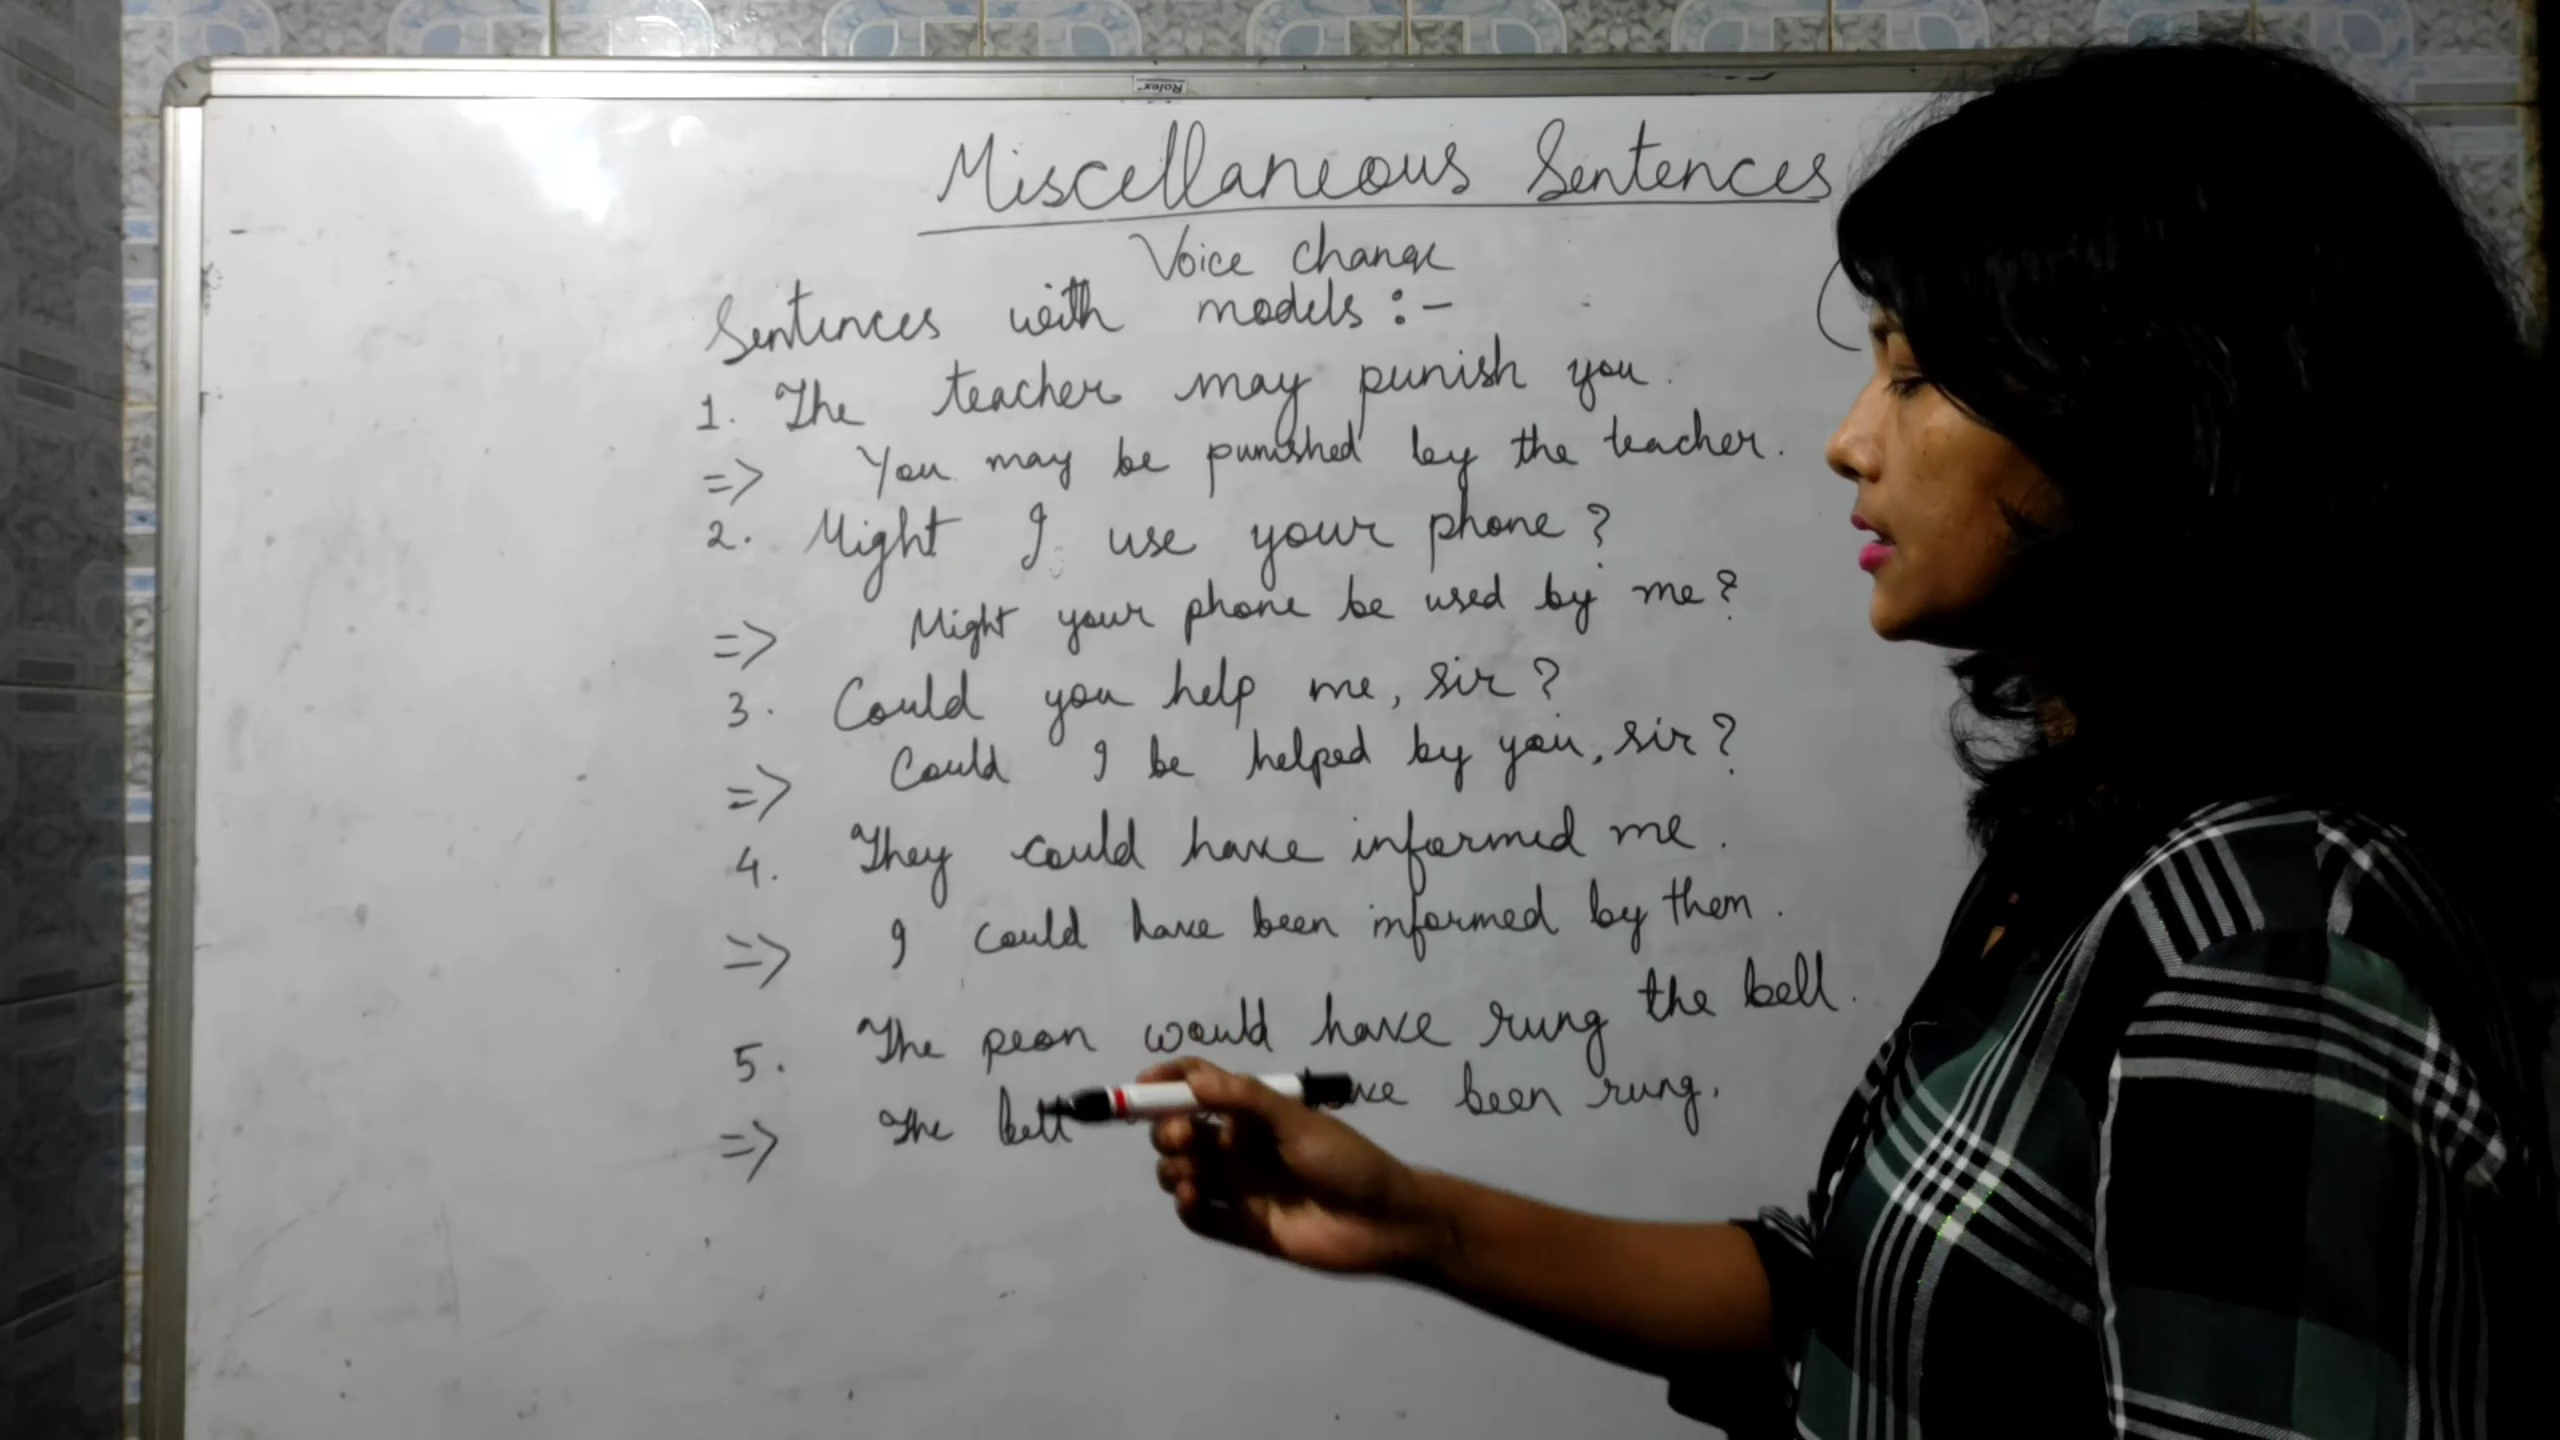 Rolex
Miscellaneous Sentences
Voice change
Sentences with models :-
1. The teacher may punish you.
=> You may be punished by the teacher.
2. Might I use your phone?
=> Might your phone be used by me?
3. Could you help me, sir?
=> Could I be helped by you, sir?
4. They could have informed me.
=> I could have been informed by them.
5. The peon would have rung the bell.
=> The bell have been rung.